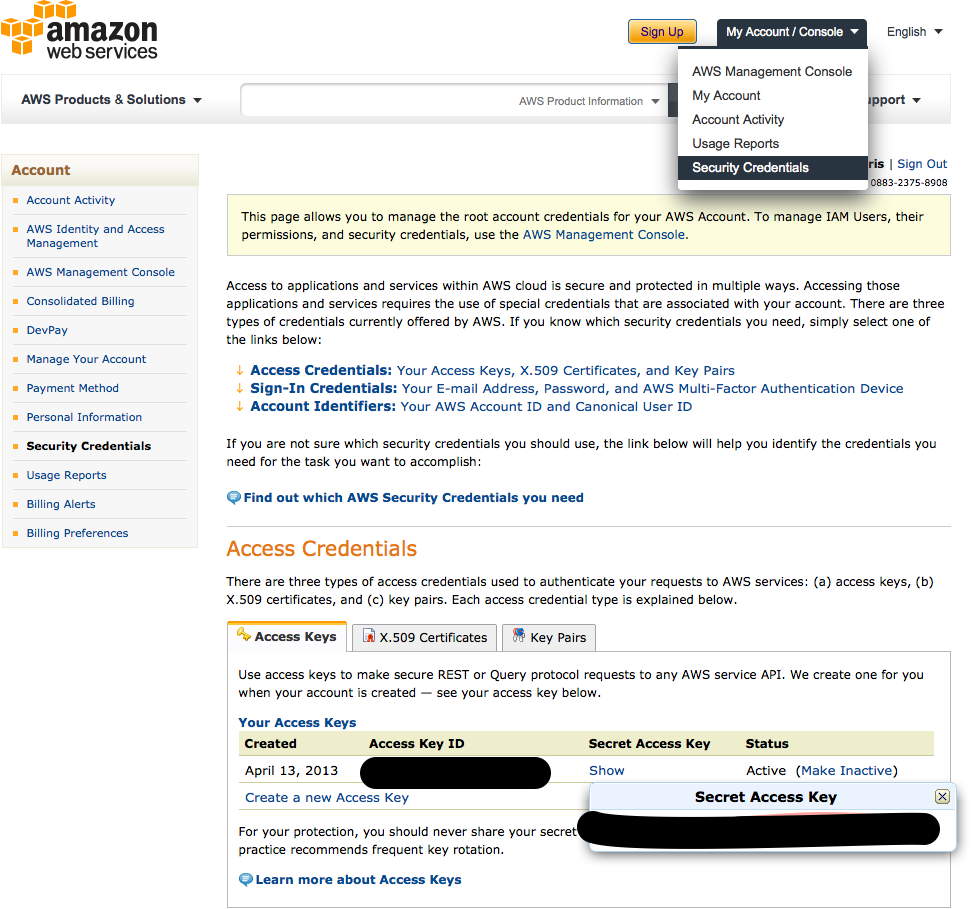 amazon
web services
Sign Up
My Account / Console
English
AWS Management Console
My Account
Account Activity
Usage Reports
Security Credentials
AWS Products & Solutions
AWS Product Information
upport
ris | Sign Out
0883-2375-8908
Account
Account Activity
AWS Identity and Access
Management
AWS Management Console
Consolidated Billing
DevPay
Manage Your Account
Payment Method
Personal Information
Security Credentials
Usage Reports
Billing Alerts
Billing Preferences
This page allows you to manage the root account credentials for your AWS Account. To manage IAM Users, their
permissions, and security credentials, use the AWS Management Console.
Access to applications and services within AWS cloud is secure and protected in multiple ways. Accessing those
applications and services requires the use of special credentials that are associated with your account. There are three
types of credentials currently offered by AWS. If you know which security credentials you need, simply select one of
the links below:
↓ Access Credentials: Your Access Keys, X.509 Certificates, and Key Pairs
↓ Sign-In Credentials: Your E-mail Address, Password, and AWS Multi-Factor Authentication Device
↓ Account Identifiers: Your AWS Account ID and Canonical User ID
If you are not sure which security credentials you should use, the link below will help you identify the credentials you
need for the task you want to accomplish:
Find out which AWS Security Credentials you need
Access Credentials
There are three types of access credentials used to authenticate your requests to AWS services: (a) access keys, (b)
X.509 certificates, and (c) key pairs. Each access credential type is explained below.
Access Keys
X.509 Certificates
Key Pairs
Use access keys to make secure REST or Query protocol requests to any AWS service API. We create one for you
when your account is created — see your access key below.
Your Access Keys
Created Access Key ID Secret Access Key Status
April 13, 2013 Show Active (Make Inactive)
Create a new Access Key
Secret Access Key
For your protection, you should never share your secret
practice recommends frequent key rotation.
Learn more about Access Keys